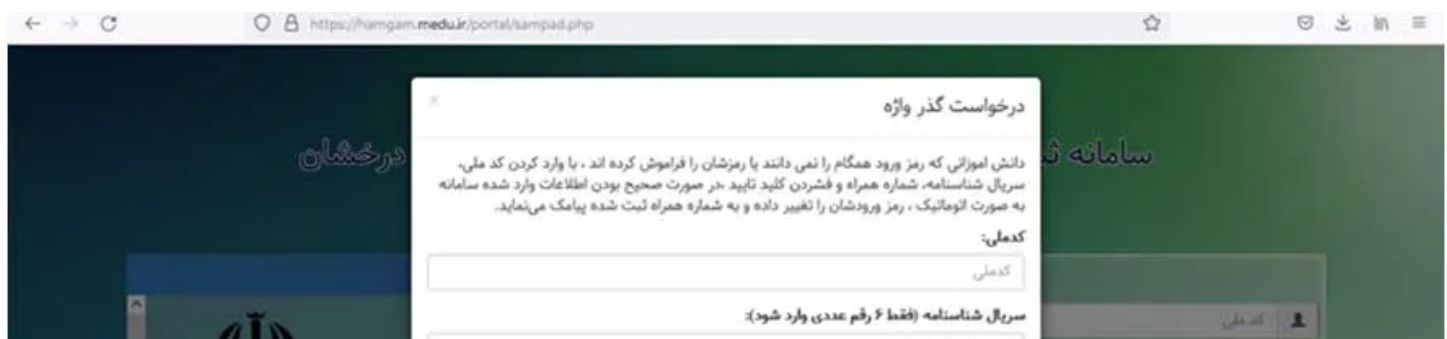 https://hamgam.medu.ir/portal/sampad.php
درخواست گذر واژه
×
سامانه
درخشان
دانش اموزانی که رمز ورود همگام را نمی دانند یا رمزشان را فراموش کرده اند ، با وارد کردن کد ملی،
سریال شناسنامه، شماره همراه و فشردن کلید تایید ،در صورت صحیح بودن اطلاعات وارد شده سامانه
به صورت اتوماتیک ، رمز ورودشان را تغییر داده و به شماره همراه ثبت شده پیامک می‌نماید.
کدملی:
کدملی
سریال شناسنامه (فقط ۶ رقم عددی وارد شود):
کد ملی